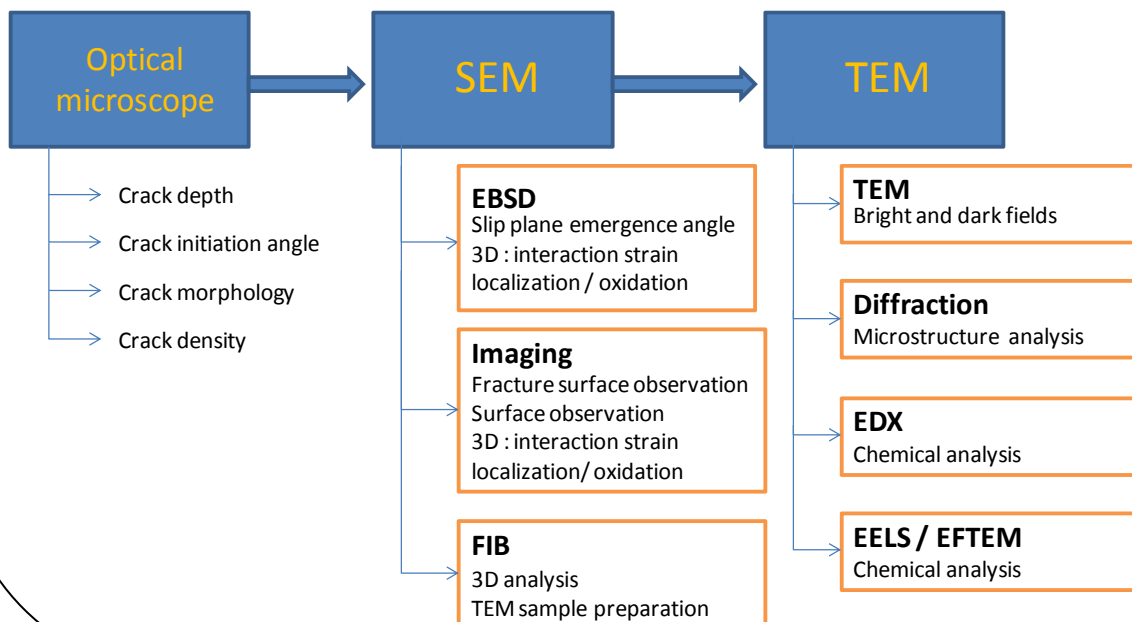 Optical
microscope
Crack depth
Crack initiation angle
Crack morphology
Crack density
SEM
EBSD
Slip plane emergence angle
3D : interaction strain
localization / oxidation
Imaging
Fracture surface observation
Surface observation
3D : interaction strain
localization/ oxidation
FIB
3D analysis
TEM sample preparation
TEM
TEM
Bright and dark fields
Diffraction
Microstructure analysis
EDX
Chemical analysis
EELS / EFTEM
Chemical analysis